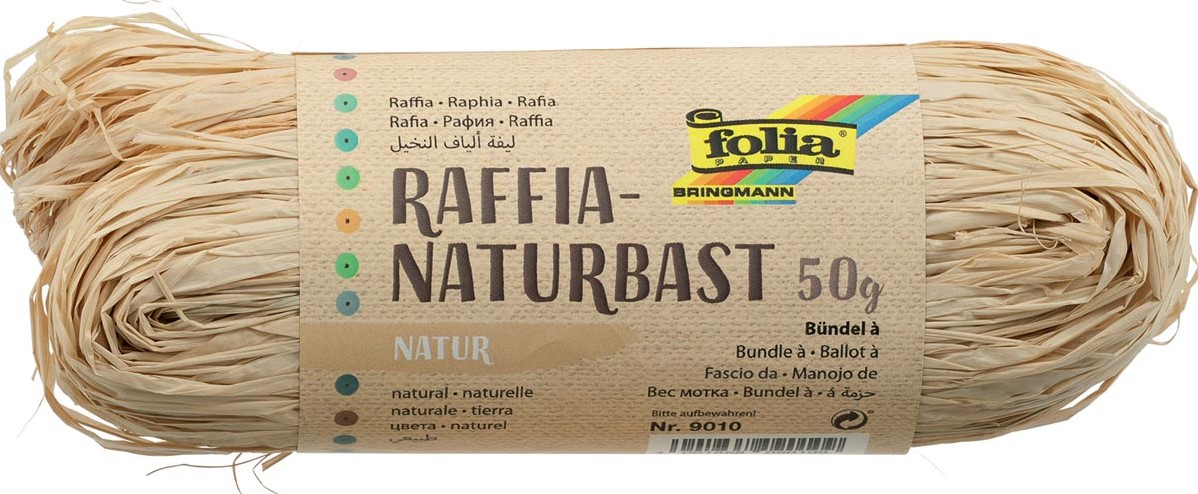 Raffia • Raphia • Rafia
Rafia • Рафия • Raffia
ليفة ألياف النخيل
folia®
PAPER
BRINGMANN
RAFFIA-
NATURBAST 50g
NATUR
Bündel à
Bundle à • Ballot à
Fascio da • Manojo de
Вес мотка • Bundel à • á حزمة
natural • naturelle
naturale • tierra
цвета • naturel
طبيعي
Bitte aufbewahren!
Nr. 9010